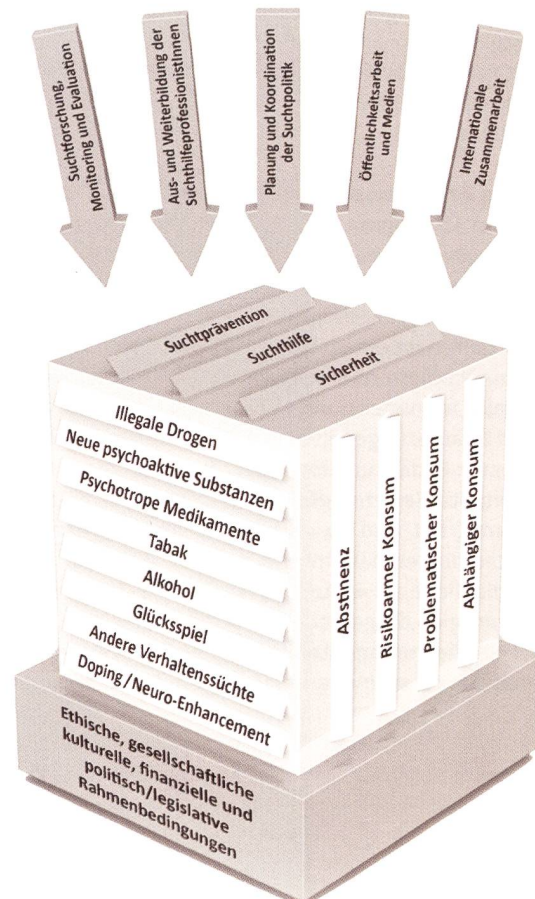 Suchtforschung,
Monitoring und Evaluation
Aus- und Weiterbildung der
SuchthilfeprofessionistInnen
Planung und Koordination
der Suchtpolitik
Öffentlichkeitsarbeit
und Medien
Internationale
Zusammenarbeit
Suchtprävention
Suchthilfe
Sicherheit
Illegale Drogen
Neue psychoaktive Substanzen
Psychotrope Medikamente
Tabak
Alkohol
Glücksspiel
Andere Verhaltenssüchte
Doping/Neuro-Enhancement
Abstinenz
Risikoarmer Konsum
Problematischer Konsum
Abhängiger Konsum
Ethische, gesellschaftliche
kulturelle, finanzielle und
politisch/legislative
Rahmenbedingungen